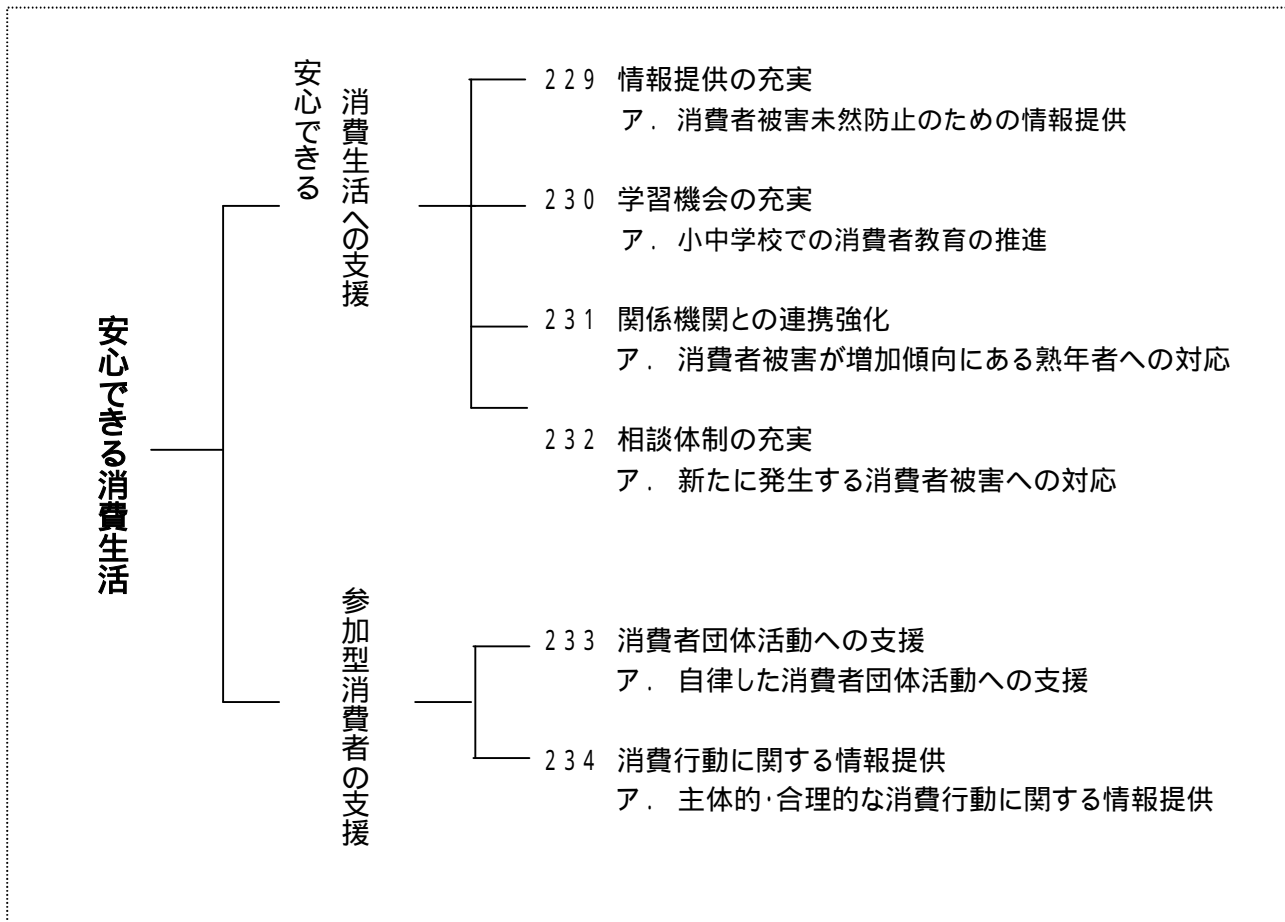 安心できる消費生活
安心できる
消費生活への支援
229 情報提供の充実
ア. 消費者被害未然防止のための情報提供
230 学習機会の充実
ア. 小中学校での消費者教育の推進
231 関係機関との連携強化
ア. 消費者被害が増加傾向にある熟年者への対応
232 相談体制の充実
ア. 新たに発生する消費者被害への対応
参加型消費者の支援
233 消費者団体活動への支援
ア. 自律した消費者団体活動への支援
234 消費行動に関する情報提供
ア. 主体的・合理的な消費行動に関する情報提供